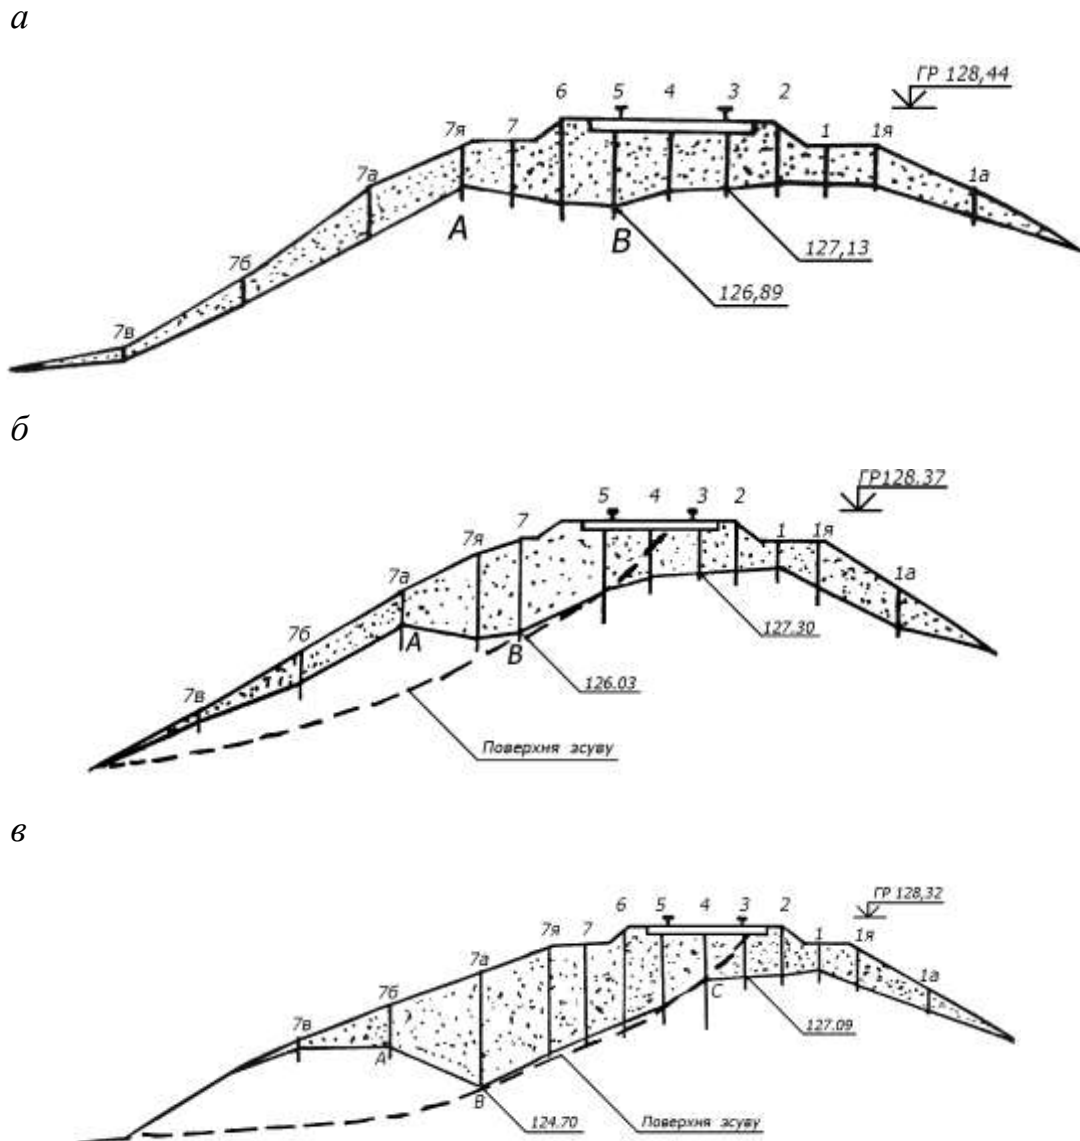 а
ГР 128,44
6 5 4 3 2
7я 7 1 1я
7а 1а
А В
127,13
7б
126,89
7в
б
ГР128.37
5 4 3 2
7 1 1я
7я
7а 1а
А
127.30
7б
В
126.03
7в
Поверхня зсуву
в
ГР 128,32
6 5 4 3 2
7я 7 1 1я
7а
1а
7б
С
7в
127.09
А
В
124.70
Поверхня зсуву